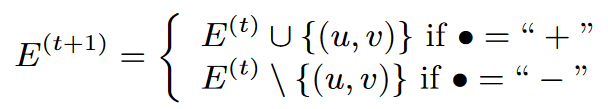 E^{(t+1)} = { E^{(t)} ∪ {(u, v)} if • = “ + ”
E^{(t)} \ {(u, v)} if • = “ − ”